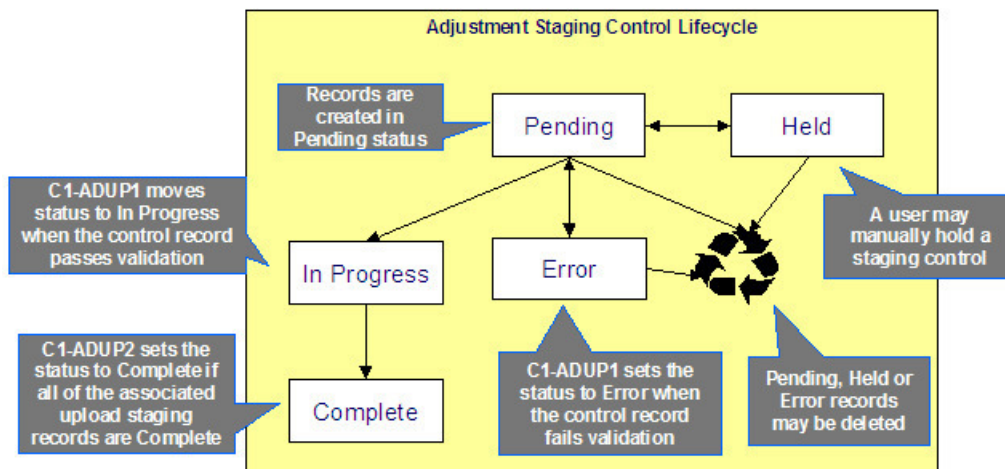 Adjustment Staging Control Lifecycle
Records are
created in
Pending status
Pending
Held
C1-ADUP1 moves
status to In Progress
when the control record
passes validation
A user may
manually hold a
staging control
In Progress
Error
C1-ADUP2 sets the
status to Complete if
all of the associated
upload staging
records are Complete
Complete
C1-ADUP1 sets the
status to Error when
the control record
fails validation
Pending, Held or
Error records
may be deleted